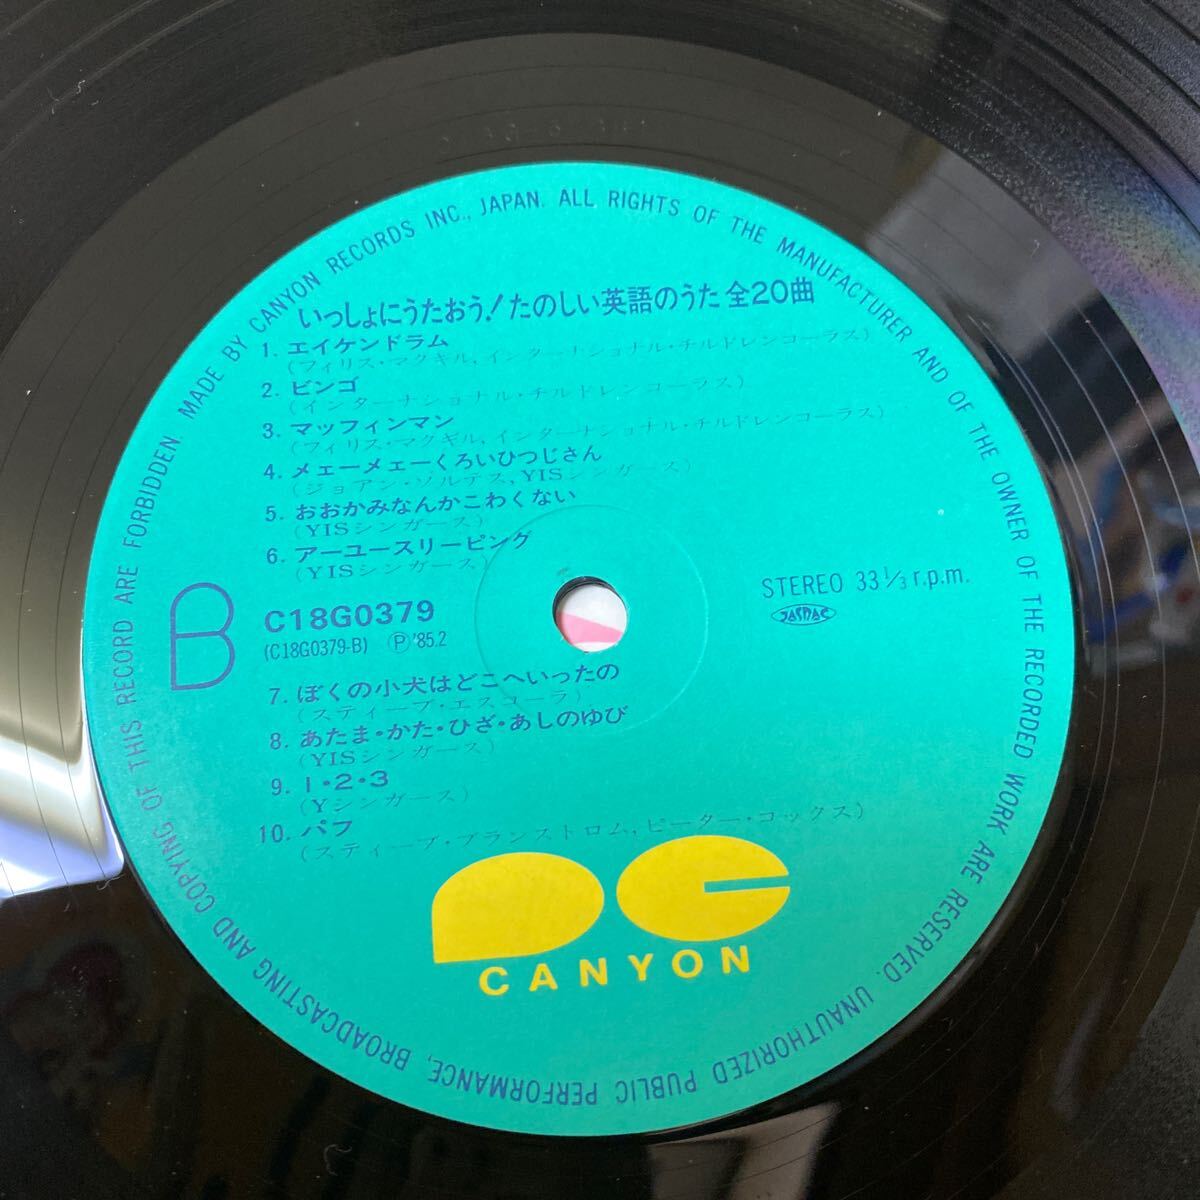 MADE BY CANYON RECORDS INC., JAPAN. ALL RIGHTS OF THE MANUFACTURER AND OF THE OWNER OF THE RECORDED WORK ARE RESERVED. UNAUTHORIZED PUBLIC PERFORMANCE, BROADCASTING AND COPYING OF THIS RECORD ARE FORBIDDEN
いっしょにうたおう!たのしい英語のうた 全20曲
1. エイケンドラム
(フィリス・マクギル,インターナショナル・チルドレンコーラス)
2. ビンゴ
(インターナショナル・チルドレンコーラス)
3. マッフィンマン
(フィリス・マクギル,インターナショナル・チルドレンコーラス)
4. メェーメェーくろいひつじさん
(ジョアン・ソルテス,YISシンガース)
5. おおかみなんかこわくない
(YISシンガース)
6. アーユースリーピング
(YISシンガース)
B
C18G0379
(C18G0379-B) Ⓟ'85.2
STEREO 33 1/3 r.p.m.
JASRAC
7. ぼくの小犬はどこへいったの
(スティーブ・エスコーラ)
8. あたま・かた・ひざ・あしのゆび
(YISシンガース)
9. 1・2・3
(Yシンガース)
10. パフ
(スティーブ・ブランストロム,ピーター・コックス)
CANYON